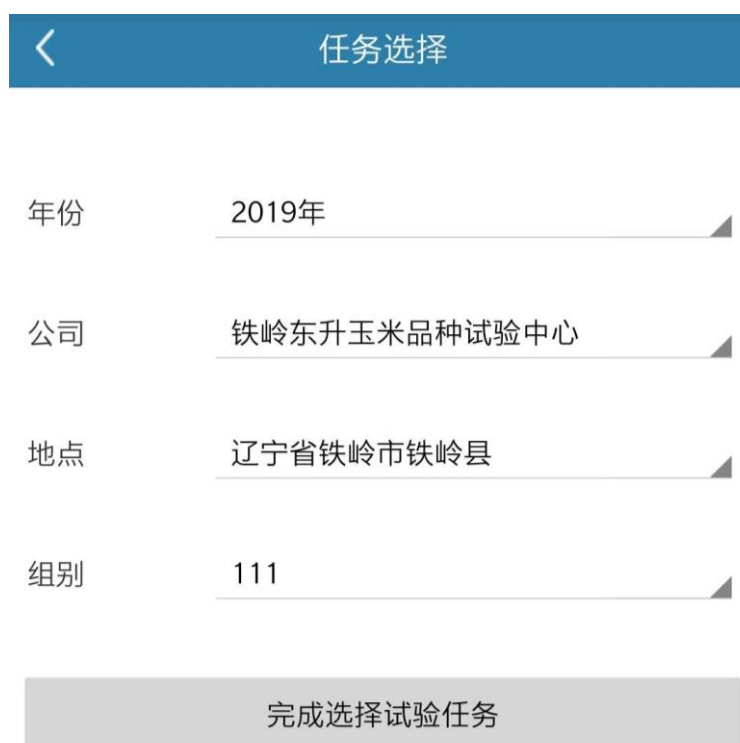 任务选择
年份 2019年
公司 铁岭东升玉米品种试验中心
地点 辽宁省铁岭市铁岭县
组别 111
完成选择试验任务